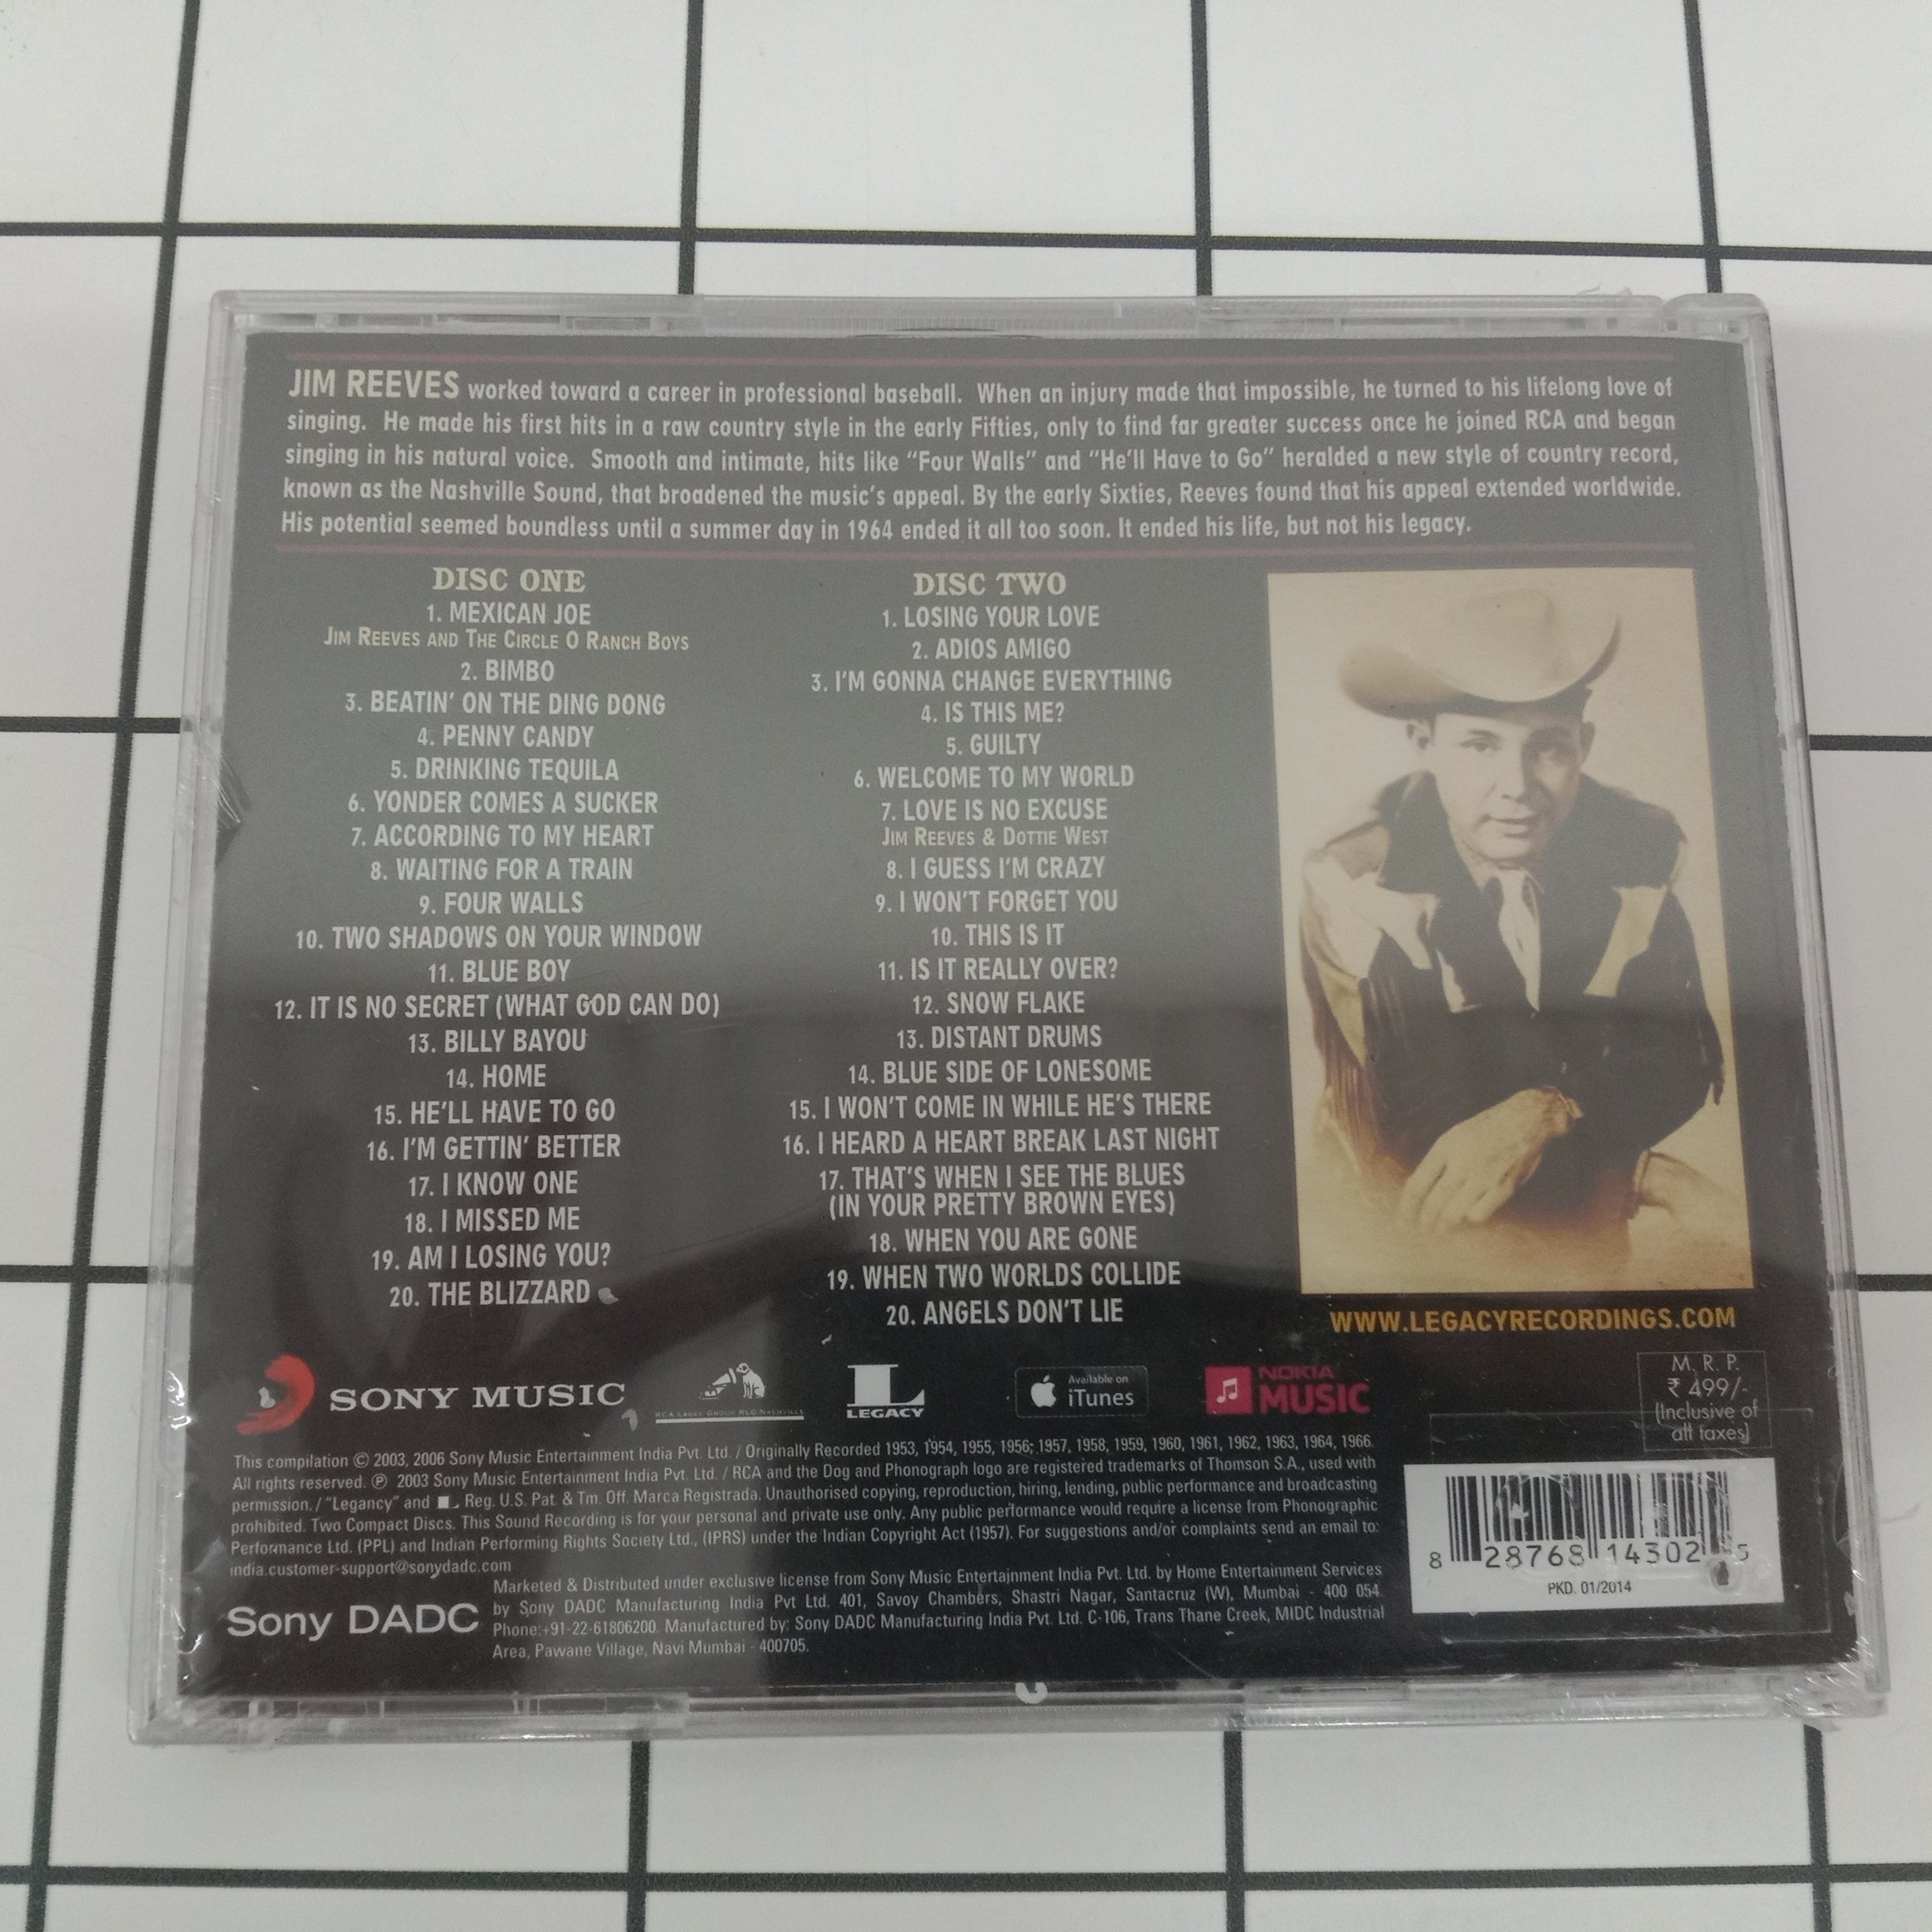 JIM REEVES worked toward a career in professional baseball. When an injury made that impossible, he turned to his lifelong love of
singing. He made his first hits in a raw country style in the early Fifties, only to find far greater success once he joined RCA and began
singing in his natural voice. Smooth and intimate, hits like "Four Walls" and "He'll Have to Go" heralded a new style of country record,
known as the Nashville Sound, that broadened the music's appeal. By the early Sixties, Reeves found that his appeal extended worldwide.
His potential seemed boundless until a summer day in 1964 ended it all too soon. It ended his life, but not his legacy.
DISC ONE
1. MEXICAN JOE
JIM REEVES AND THE CIRCLE O RANCH BOYS
2. BIMBO
3. BEATIN' ON THE DING DONG
4. PENNY CANDY
5. DRINKING TEQUILA
6. YONDER COMES A SUCKER
7. ACCORDING TO MY HEART
8. WAITING FOR A TRAIN
9. FOUR WALLS
10. TWO SHADOWS ON YOUR WINDOW
11. BLUE BOY
12. IT IS NO SECRET (WHAT GOD CAN DO)
13. BILLY BAYOU
14. HOME
15. HE'LL HAVE TO GO
16. I'M GETTIN' BETTER
17. I KNOW ONE
18. I MISSED ME
19. AM I LOSING YOU?
20. THE BLIZZARD
DISC TWO
1. LOSING YOUR LOVE
2. ADIOS AMIGO
3. I'M GONNA CHANGE EVERYTHING
4. IS THIS ME?
5. GUILTY
6. WELCOME TO MY WORLD
7. LOVE IS NO EXCUSE
JIM REEVES & DOTTIE WEST
8. I GUESS I'M CRAZY
9. I WON'T FORGET YOU
10. THIS IS IT
11. IS IT REALLY OVER?
12. SNOW FLAKE
13. DISTANT DRUMS
14. BLUE SIDE OF LONESOME
15. I WON'T COME IN WHILE HE'S THERE
16. I HEARD A HEART BREAK LAST NIGHT
17. THAT'S WHEN I SEE THE BLUES
(IN YOUR PRETTY BROWN EYES)
18. WHEN YOU ARE GONE
19. WHEN TWO WORLDS COLLIDE
20. ANGELS DON'T LIE
WWW.LEGACYRECORDINGS.COM
SONY MUSIC
RCA LABEL GROUP RLG NASHVILLE
L
LEGACY
Available on
iTunes
NOKIA
MUSIC
M. R. P.
₹ 499/-
(Inclusive of
all taxes)
This compilation © 2003, 2006 Sony Music Entertainment India Pvt. Ltd. / Originally Recorded 1953, 1954, 1955, 1956, 1957, 1958, 1959, 1960, 1961, 1962, 1963, 1964, 1966.
All rights reserved. ℗ 2003 Sony Music Entertainment India Pvt. Ltd. / RCA and the Dog and Phonograph logo are registered trademarks of Thomson S.A., used with
permission. / "Legancy" and L Reg. U.S. Pat. & Tm. Off. Marca Registrada. Unauthorised copying, reproduction, hiring, lending, public performance and broadcasting
prohibited. Two Compact Discs. This Sound Recording is for your personal and private use only. Any public performance would require a license from Phonographic
Performance Ltd. (PPL) and Indian Performing Rights Society Ltd., (IPRS) under the Indian Copyright Act (1957). For suggestions and/or complaints send an email to:
india.customer-support@sonydadc.com
Sony DADC
Marketed & Distributed under exclusive license from Sony Music Entertainment India Pvt. Ltd. by Home Entertainment Services
by Sony DADC Manufacturing India Pvt Ltd. 401, Savoy Chambers, Shastri Nagar, Santacruz (W), Mumbai - 400 054.
Phone:+91-22-61806200. Manufactured by: Sony DADC Manufacturing India Pvt. Ltd. C-106, Trans Thane Creek, MIDC Industrial
Area, Pawane Village, Navi Mumbai - 400705.
8 28768 14302 5
PKD. 01/2014